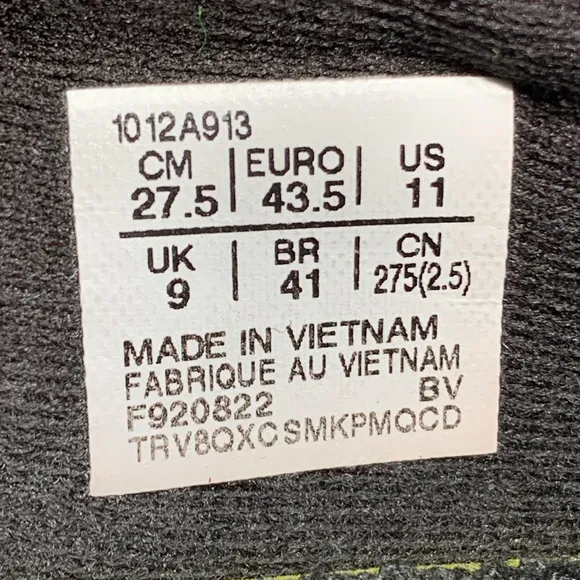 1012A913
CM | EURO | US
27.5 | 43.5 | 11
UK | BR | CN
9 | 41 | 275(2.5)
MADE IN VIETNAM
FABRIQUE AU VIETNAM
F920822 BV
TRV8QXCSMKPMQCD